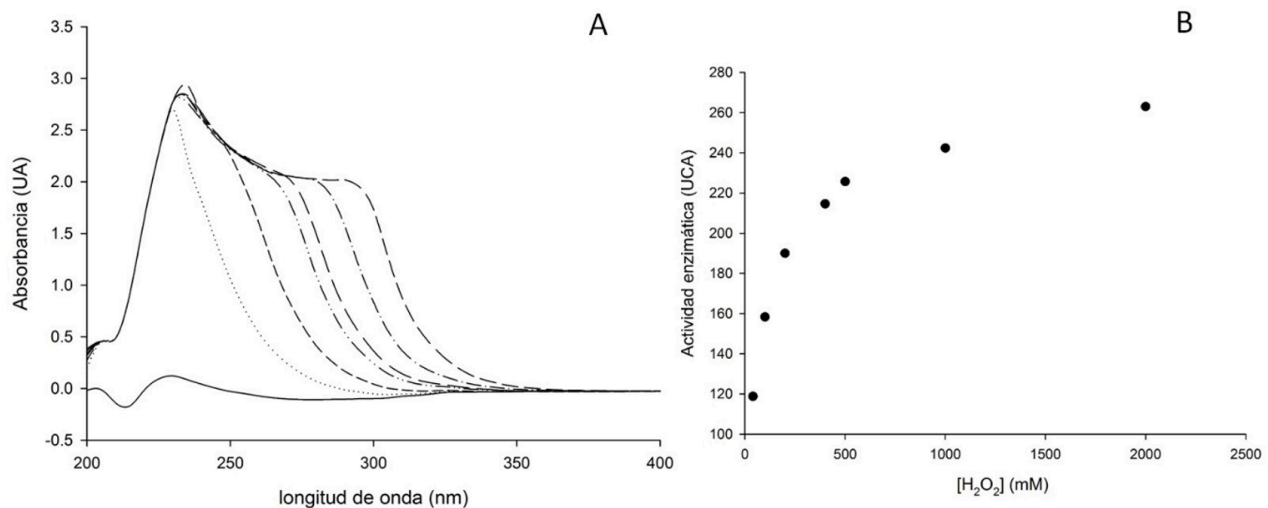 A
3.5
3.0
2.5
2.0
1.5
1.0
0.5
0.0
-0.5
Absorbancia (UA)
200 250 300 350 400
longitud de onda (nm)
B
280
260
240
220
200
180
160
140
120
100
Actividad enzimática (UCA)
0 500 1000 1500 2000 2500
[H₂O₂] (mM)